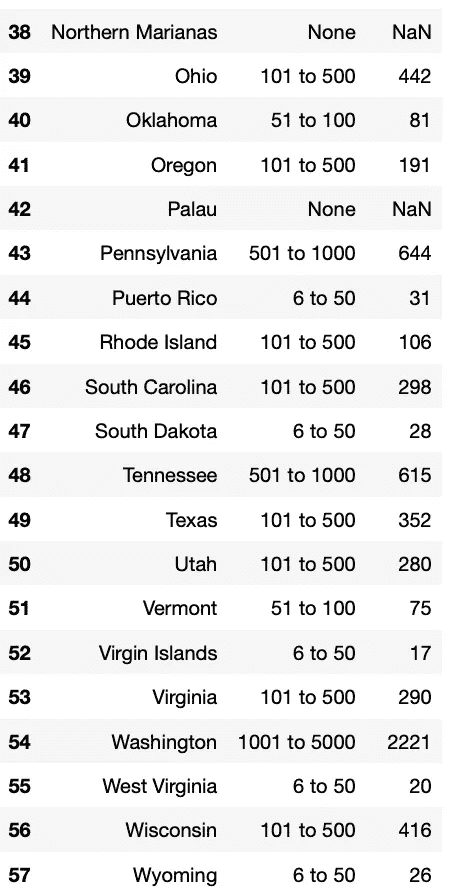 38 Northern Marianas None NaN
39 Ohio 101 to 500 442
40 Oklahoma 51 to 100 81
41 Oregon 101 to 500 191
42 Palau None NaN
43 Pennsylvania 501 to 1000 644
44 Puerto Rico 6 to 50 31
45 Rhode Island 101 to 500 106
46 South Carolina 101 to 500 298
47 South Dakota 6 to 50 28
48 Tennessee 501 to 1000 615
49 Texas 101 to 500 352
50 Utah 101 to 500 280
51 Vermont 51 to 100 75
52 Virgin Islands 6 to 50 17
53 Virginia 101 to 500 290
54 Washington 1001 to 5000 2221
55 West Virginia 6 to 50 20
56 Wisconsin 101 to 500 416
57 Wyoming 6 to 50 26